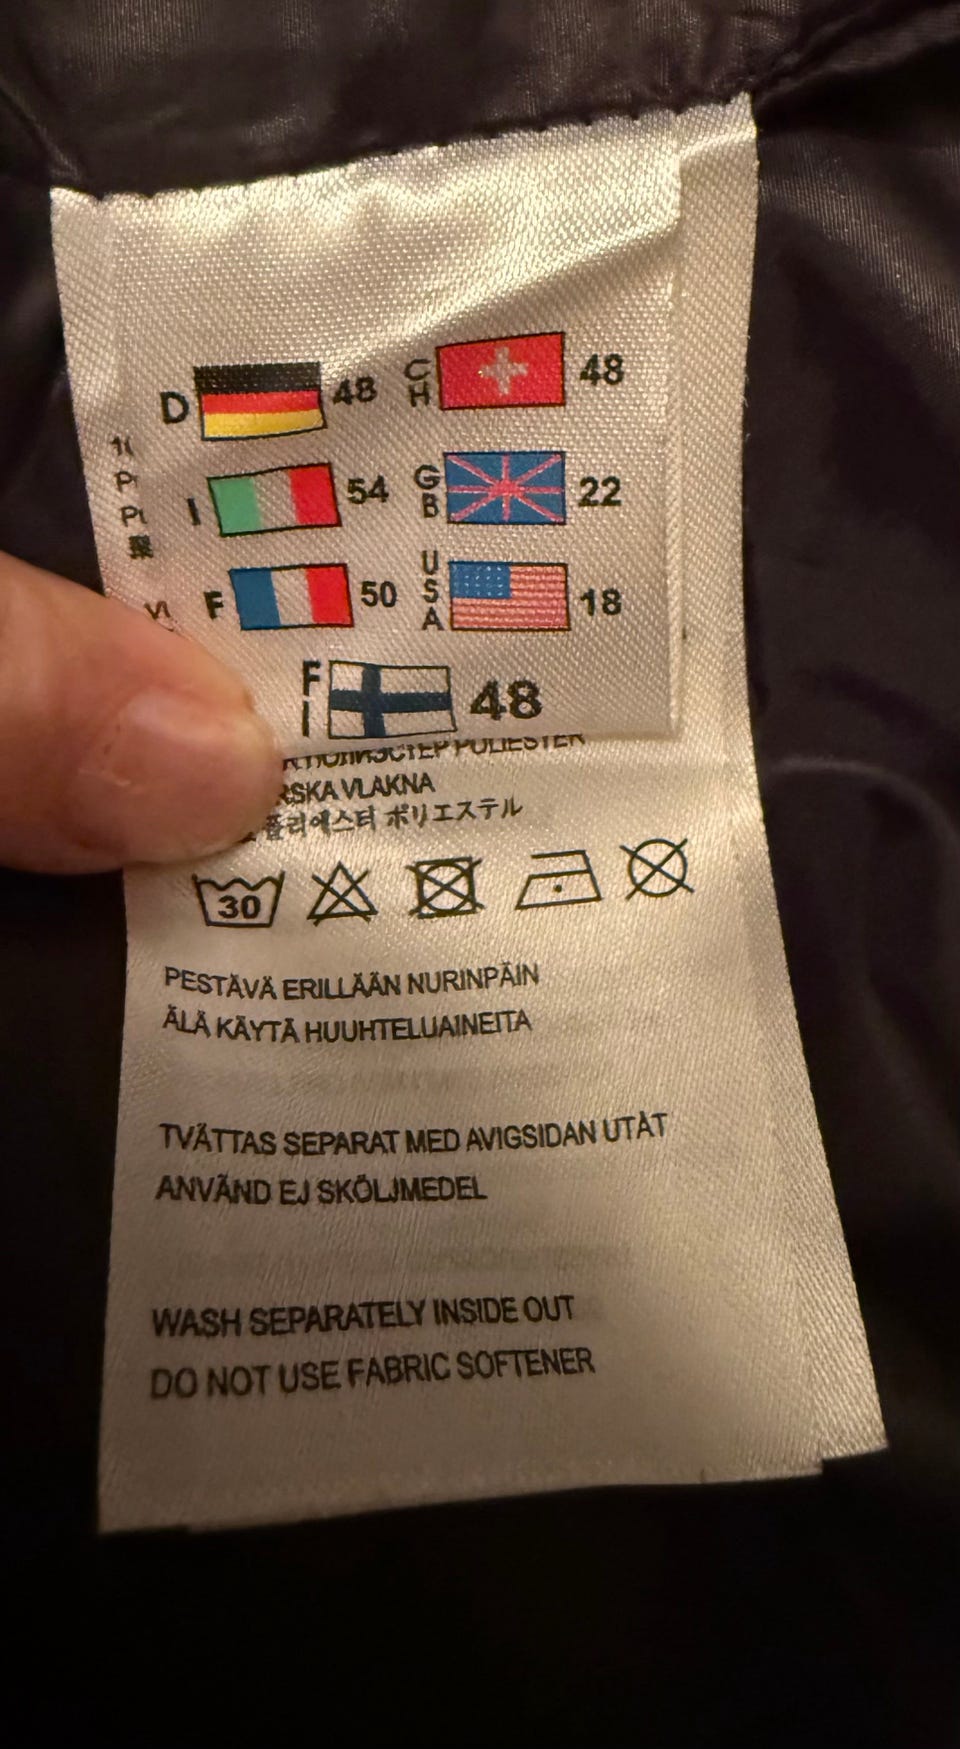 D 48 CH 48
I 54 GB 22
F 50 USA 18
FI 48
POLIESTER
VLAKNA
폴리에스터 ポリエステル
30
PESTÄVÄ ERILLÄÄN NURINPÄIN
ÄLÄ KÄYTÄ HUUHTELUAINEITA
TVÄTTAS SEPARAT MED AVIGSIDAN UTÅT
ANVÄND EJ SKÖLJMEDEL
WASH SEPARATELY INSIDE OUT
DO NOT USE FABRIC SOFTENER